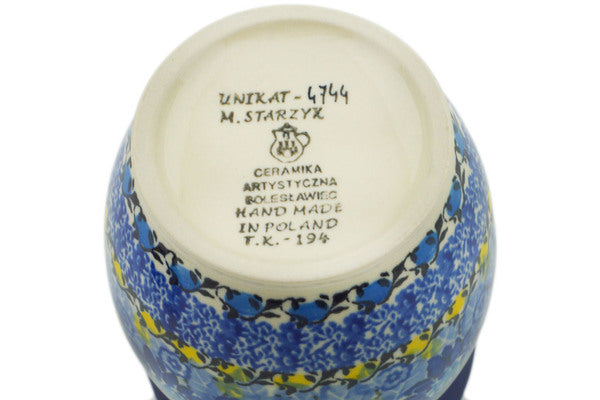 UNIKAT - 4744
M. STARZYK
CERAMIKA
ARTYSTYCZNA
BOLESŁAWIEC
HAND MADE
IN POLAND
T.K. - 194